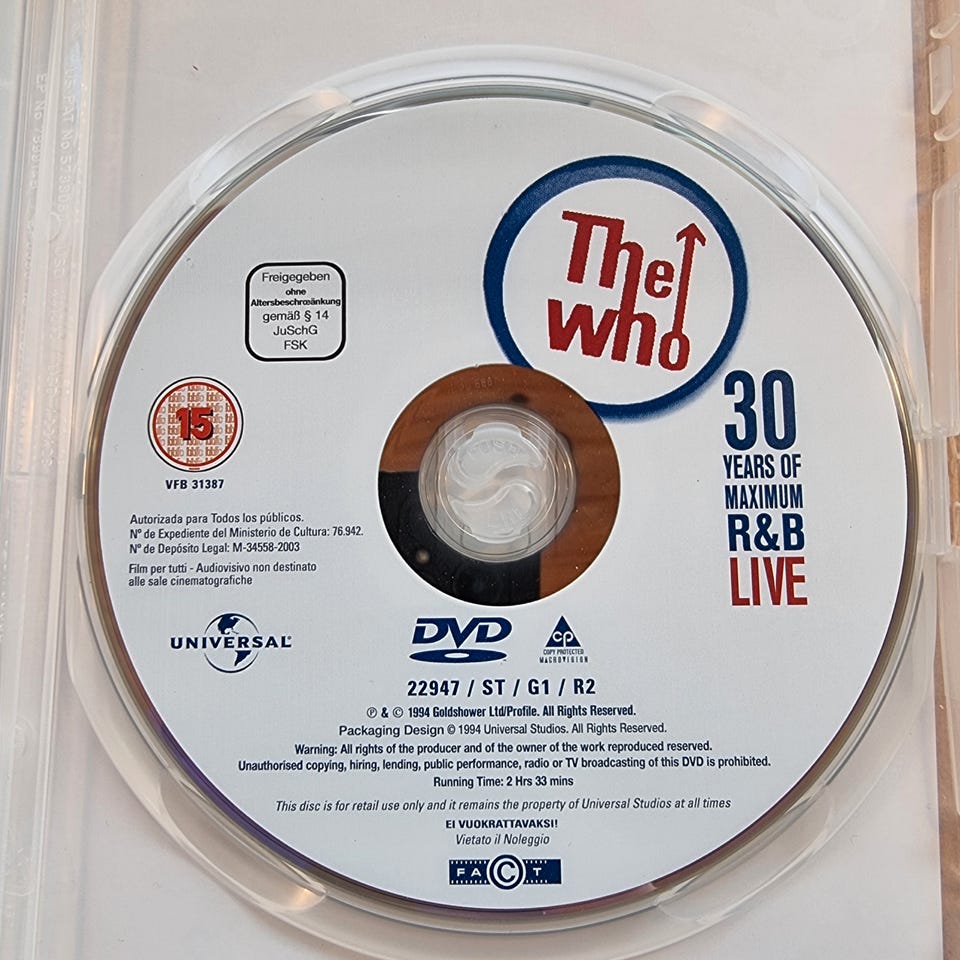 The
who
30
YEARS OF
MAXIMUM
R&B
LIVE
Freigegeben
ohne
Altersbeschrœänkung
gemäß § 14
JuSchG
FSK
15
VFB 31387
Autorizada para Todos los públicos.
Nº de Expediente del Ministerio de Cultura: 76.942.
Nº de Depósito Legal: M-34558-2003
Film per tutti - Audiovisivo non destinato
alle sale cinematografiche
UNIVERSAL
DVD
CP
COPY PROTECTED
MACROVISION
22947 / ST / G1 / R2
℗ & © 1994 Goldshower Ltd/Profile. All Rights Reserved.
Packaging Design © 1994 Universal Studios. All Rights Reserved.
Warning: All rights of the producer and of the owner of the work reproduced reserved.
Unauthorised copying, hiring, lending, public performance, radio or TV broadcasting of this DVD is prohibited.
Running Time: 2 Hrs 33 mins
This disc is for retail use only and it remains the property of Universal Studios at all times
EI VUOKRATTAVAKSI!
Vietato il Noleggio
FACT